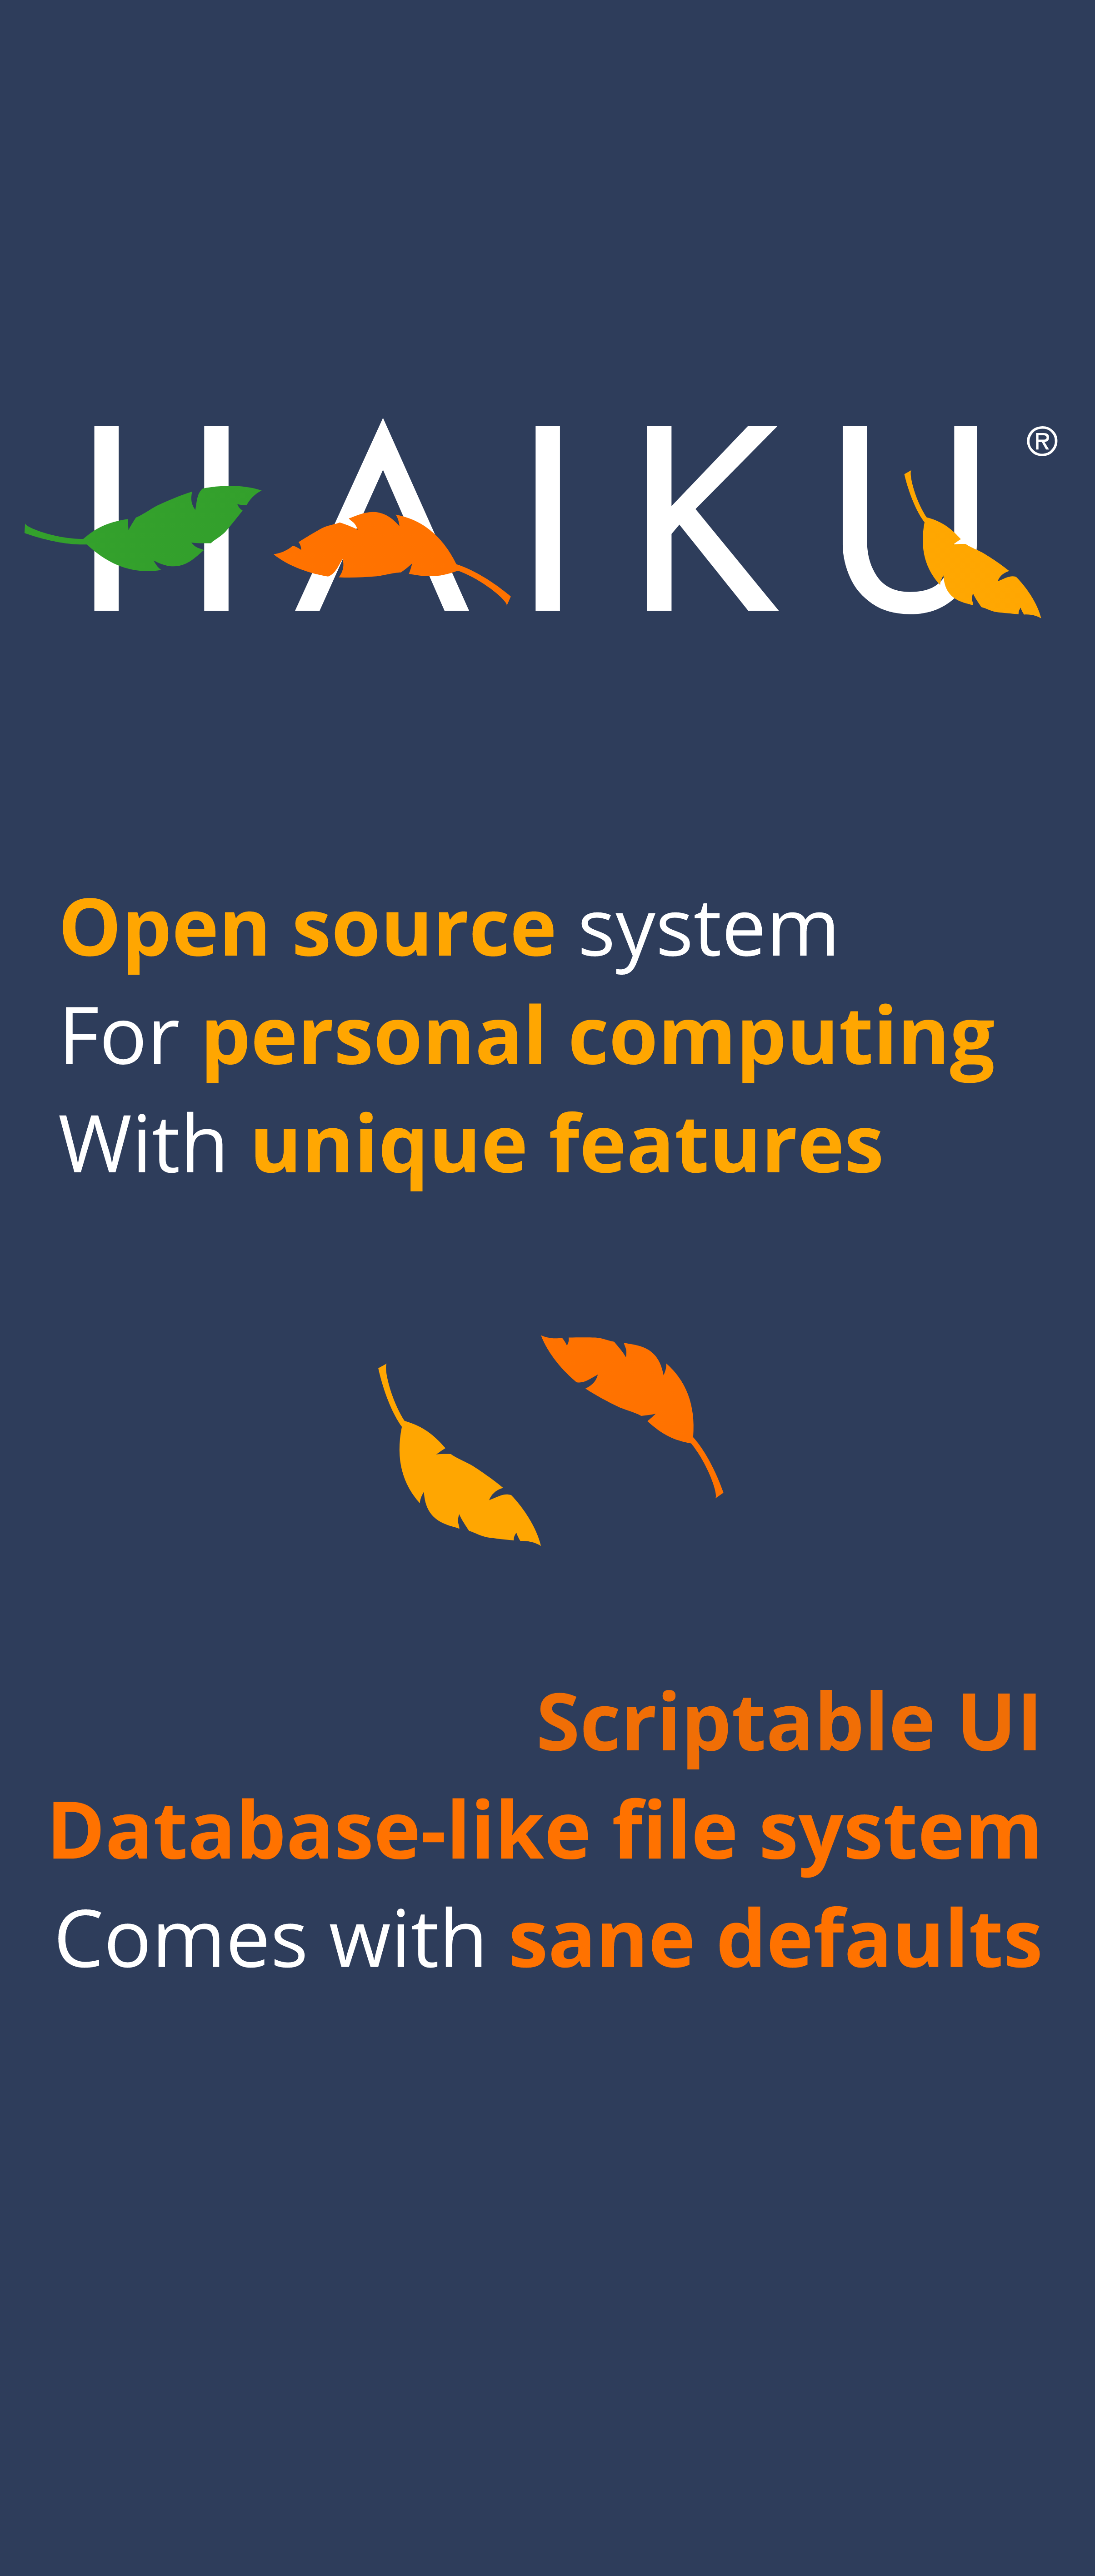 HAIKU®
Open source system
For personal computing
With unique features
Scriptable UI
Database-like file system
Comes with sane defaults